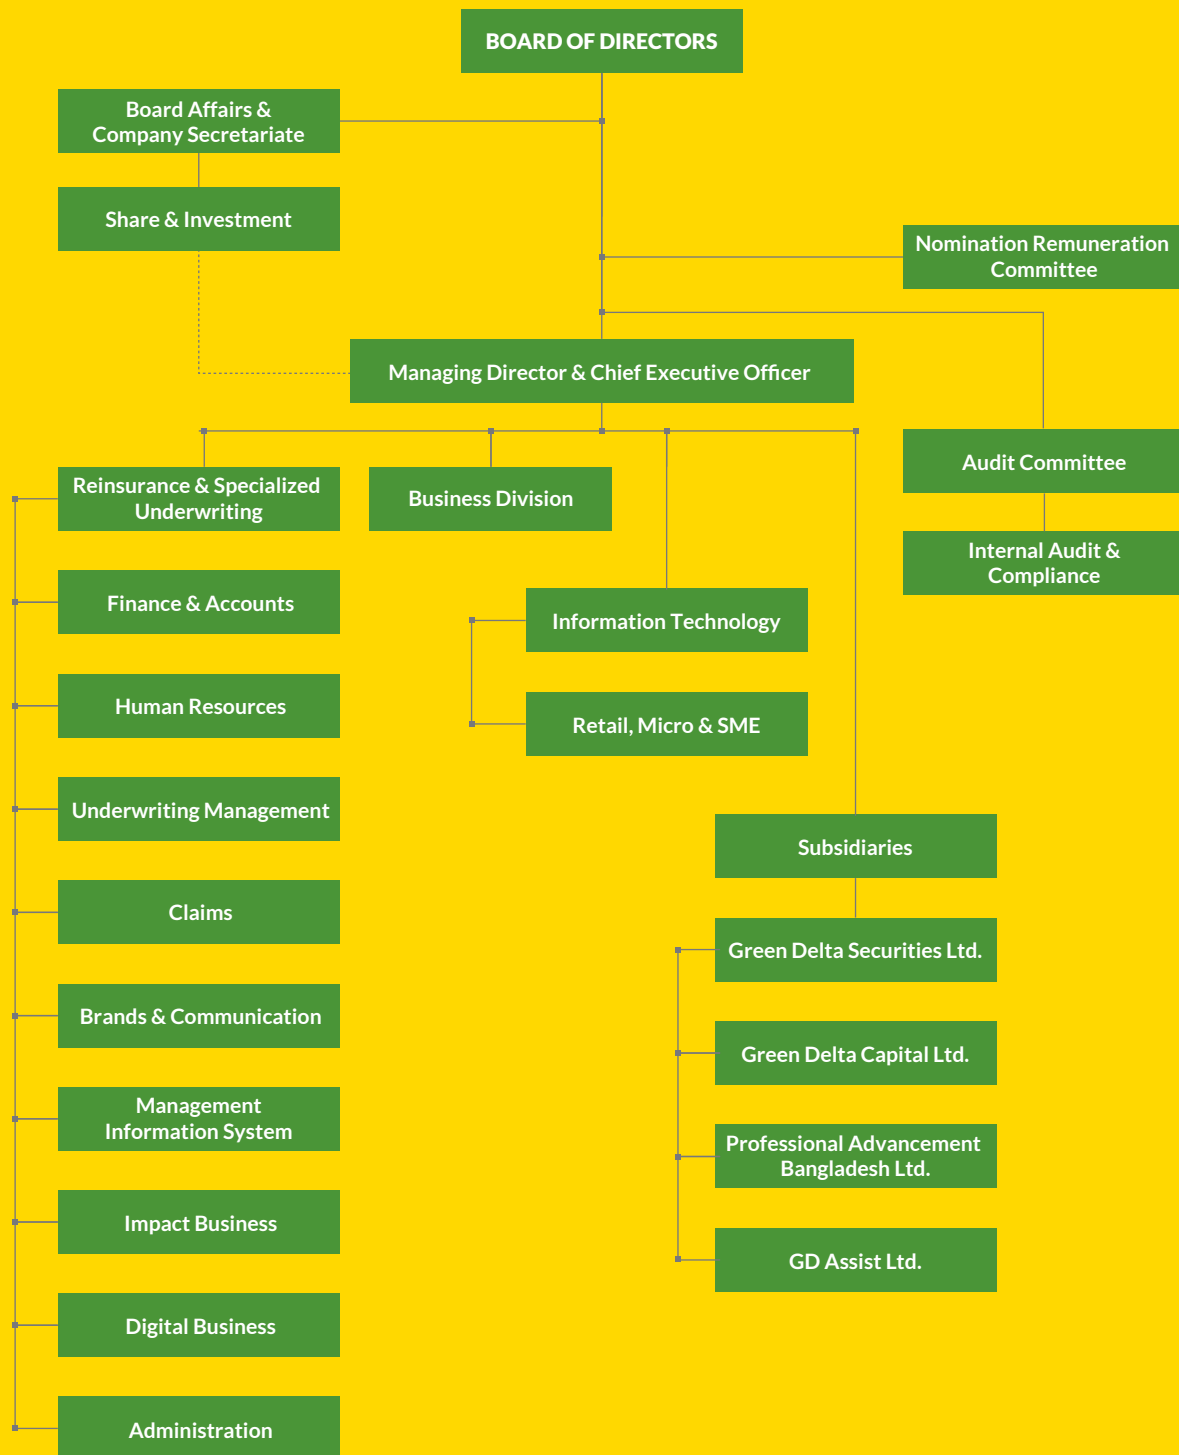 BOARD OF DIRECTORS
Board Affairs &
Company Secretariate
Share & Investment
Nomination Remuneration
Committee
Managing Director & Chief Executive Officer
Audit Committee
Internal Audit &
Compliance
Reinsurance & Specialized
Underwriting
Business Division
Finance & Accounts
Information Technology
Human Resources
Retail, Micro & SME
Underwriting Management
Subsidiaries
Claims
Green Delta Securities Ltd.
Brands & Communication
Green Delta Capital Ltd.
Management
Information System
Professional Advancement
Bangladesh Ltd.
Impact Business
GD Assist Ltd.
Digital Business
Administration